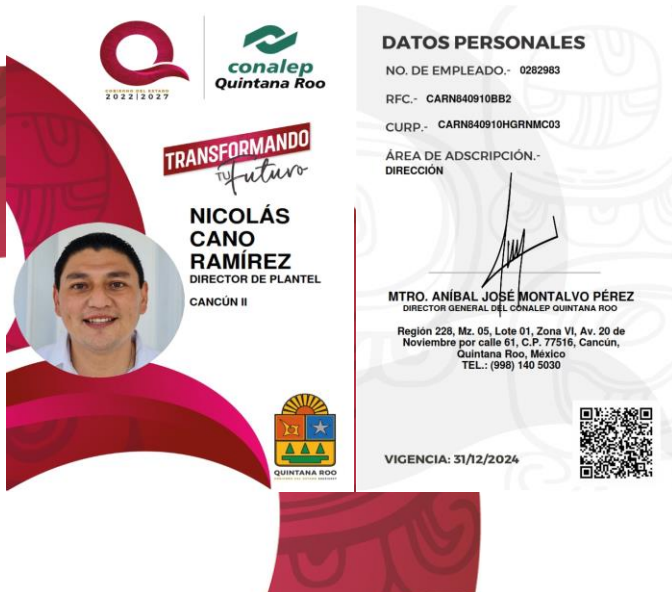 GOBIERNO DEL ESTADO
2022|2027
conalep
Quintana Roo
TRANSFORMANDO
TU Futuro
NICOLÁS
CANO
RAMÍREZ
DIRECTOR DE PLANTEL
CANCÚN II
QUINTANA ROO
DATOS PERSONALES
NO. DE EMPLEADO.- 0282983
RFC.- CARN840910BB2
CURP.- CARN840910HGRNMC03
ÁREA DE ADSCRIPCIÓN.-
DIRECCIÓN
MTRO. ANÍBAL JOSÉ MONTALVO PÉREZ
DIRECTOR GENERAL DEL CONALEP QUINTANA ROO
Región 228, Mz. 05, Lote 01, Zona VI, Av. 20 de
Noviembre por calle 61, C.P. 77516, Cancún,
Quintana Roo, México
TEL.: (998) 140 5030
VIGENCIA: 31/12/2024